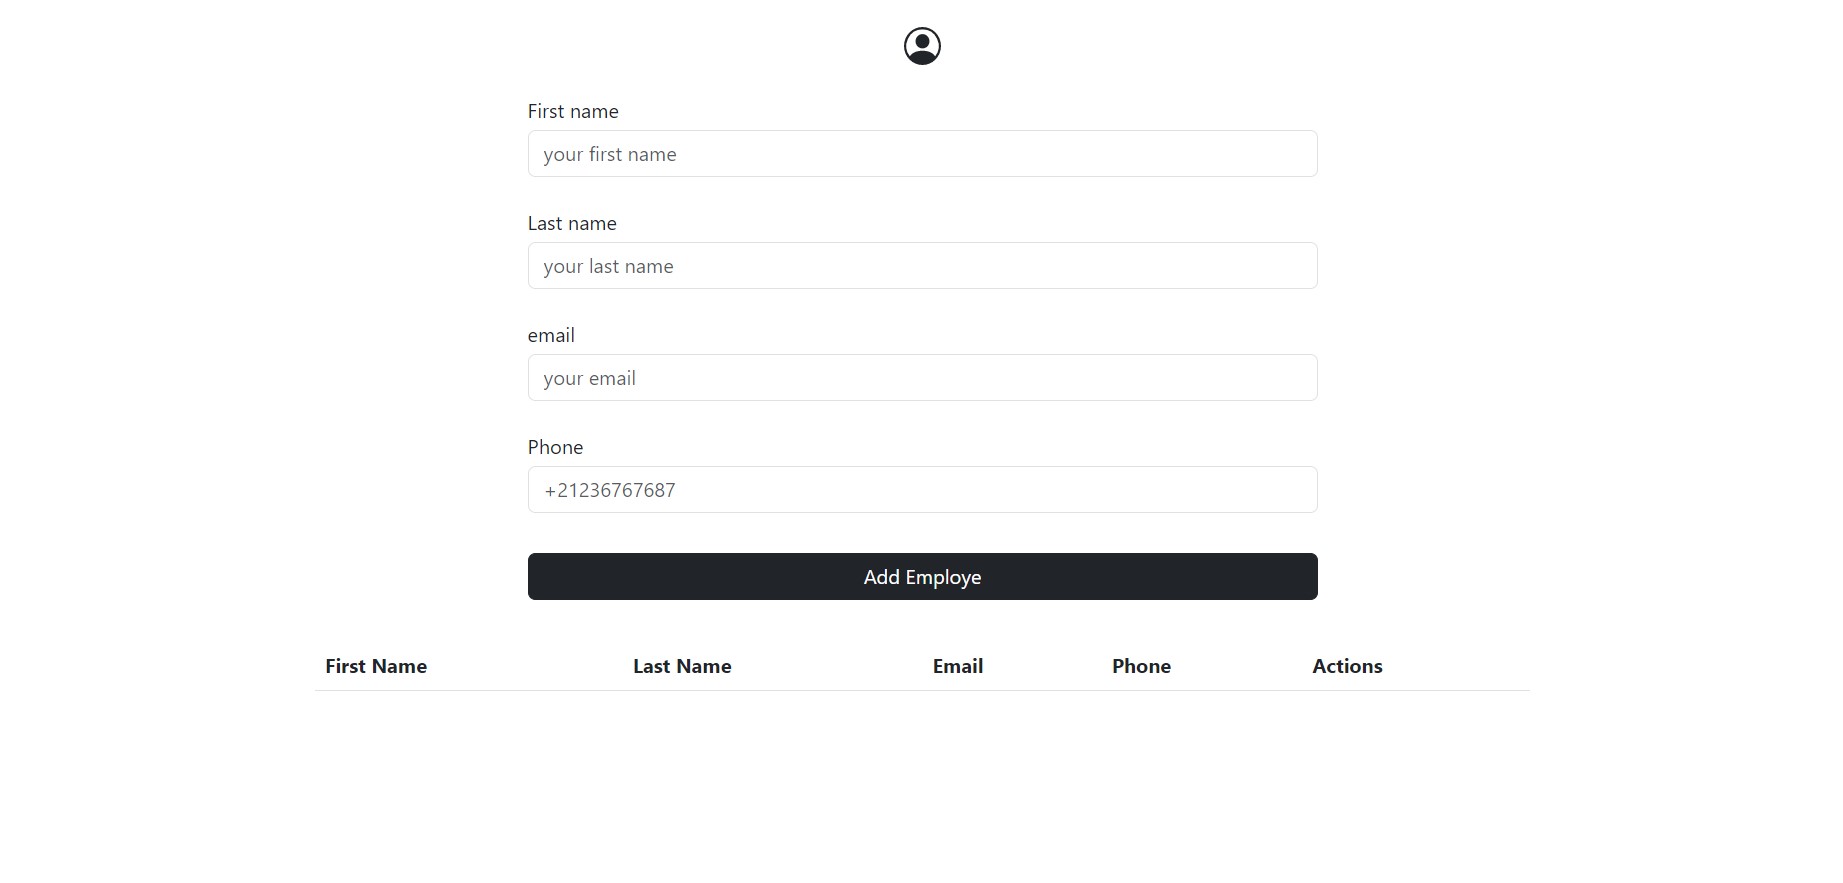 First name
your first name
Last name
your last name
email
your email
Phone
+21236767687
Add Employe
First Name Last Name Email Phone Actions